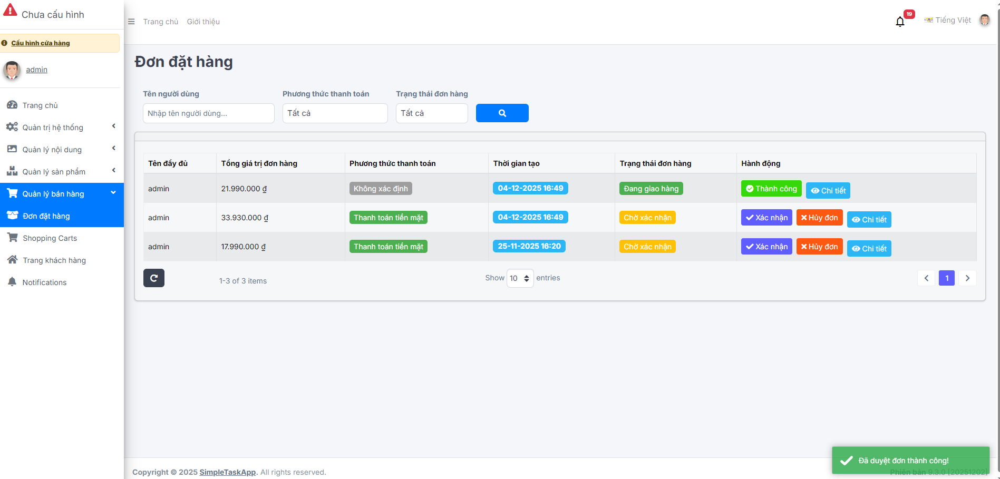 Chưa cấu hình
Cấu hình cửa hàng
admin
Trang chủ
Quản trị hệ thống
Quản lý nội dung
Quản lý sản phẩm
Quản lý bán hàng
Đơn đặt hàng
Shopping Carts
Trang khách hàng
Notifications
Trang chủ Giới thiệu
19
Tiếng Việt
Đơn đặt hàng
Tên người dùng Phương thức thanh toán Trạng thái đơn hàng
Nhập tên người dùng... Tất cả Tất cả
Tên đầy đủ Tổng giá trị đơn hàng Phương thức thanh toán Thời gian tạo Trạng thái đơn hàng Hành động
admin 21.990.000 ₫ Không xác định 04-12-2025 16:49 Đang giao hàng Thành công Chi tiết
admin 33.930.000 ₫ Thanh toán tiền mặt 04-12-2025 16:49 Chờ xác nhận Xác nhận Hủy đơn Chi tiết
admin 17.990.000 ₫ Thanh toán tiền mặt 25-11-2025 16:20 Chờ xác nhận Xác nhận Hủy đơn Chi tiết
1-3 of 3 items Show 10 entries 1
Đã duyệt đơn thành công!
Copyright © 2025 SimpleTaskApp. All rights reserved. Phiên bản 9.3.0 [20251202]